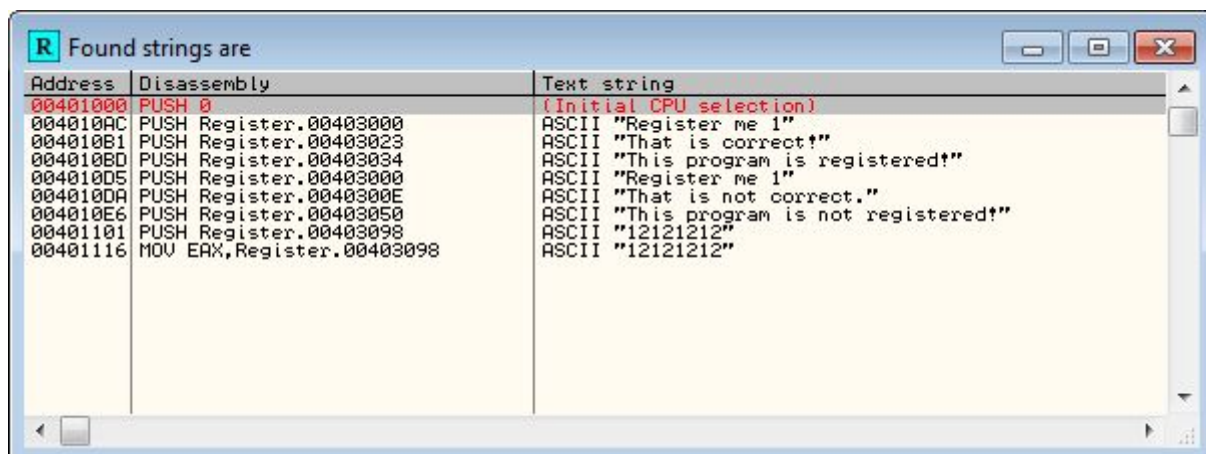 R Found strings are
Address Disassembly Text string
00401000 PUSH 0 (Initial CPU selection)
004010AC PUSH Register.00403000 ASCII "Register me 1"
004010B1 PUSH Register.00403023 ASCII "That is correct!"
004010BD PUSH Register.00403034 ASCII "This program is registered!"
004010D5 PUSH Register.00403000 ASCII "Register me 1"
004010DA PUSH Register.0040300E ASCII "That is not correct."
004010E6 PUSH Register.00403050 ASCII "This program is not registered!"
00401101 PUSH Register.00403098 ASCII "12121212"
00401116 MOV EAX,Register.00403098 ASCII "12121212"